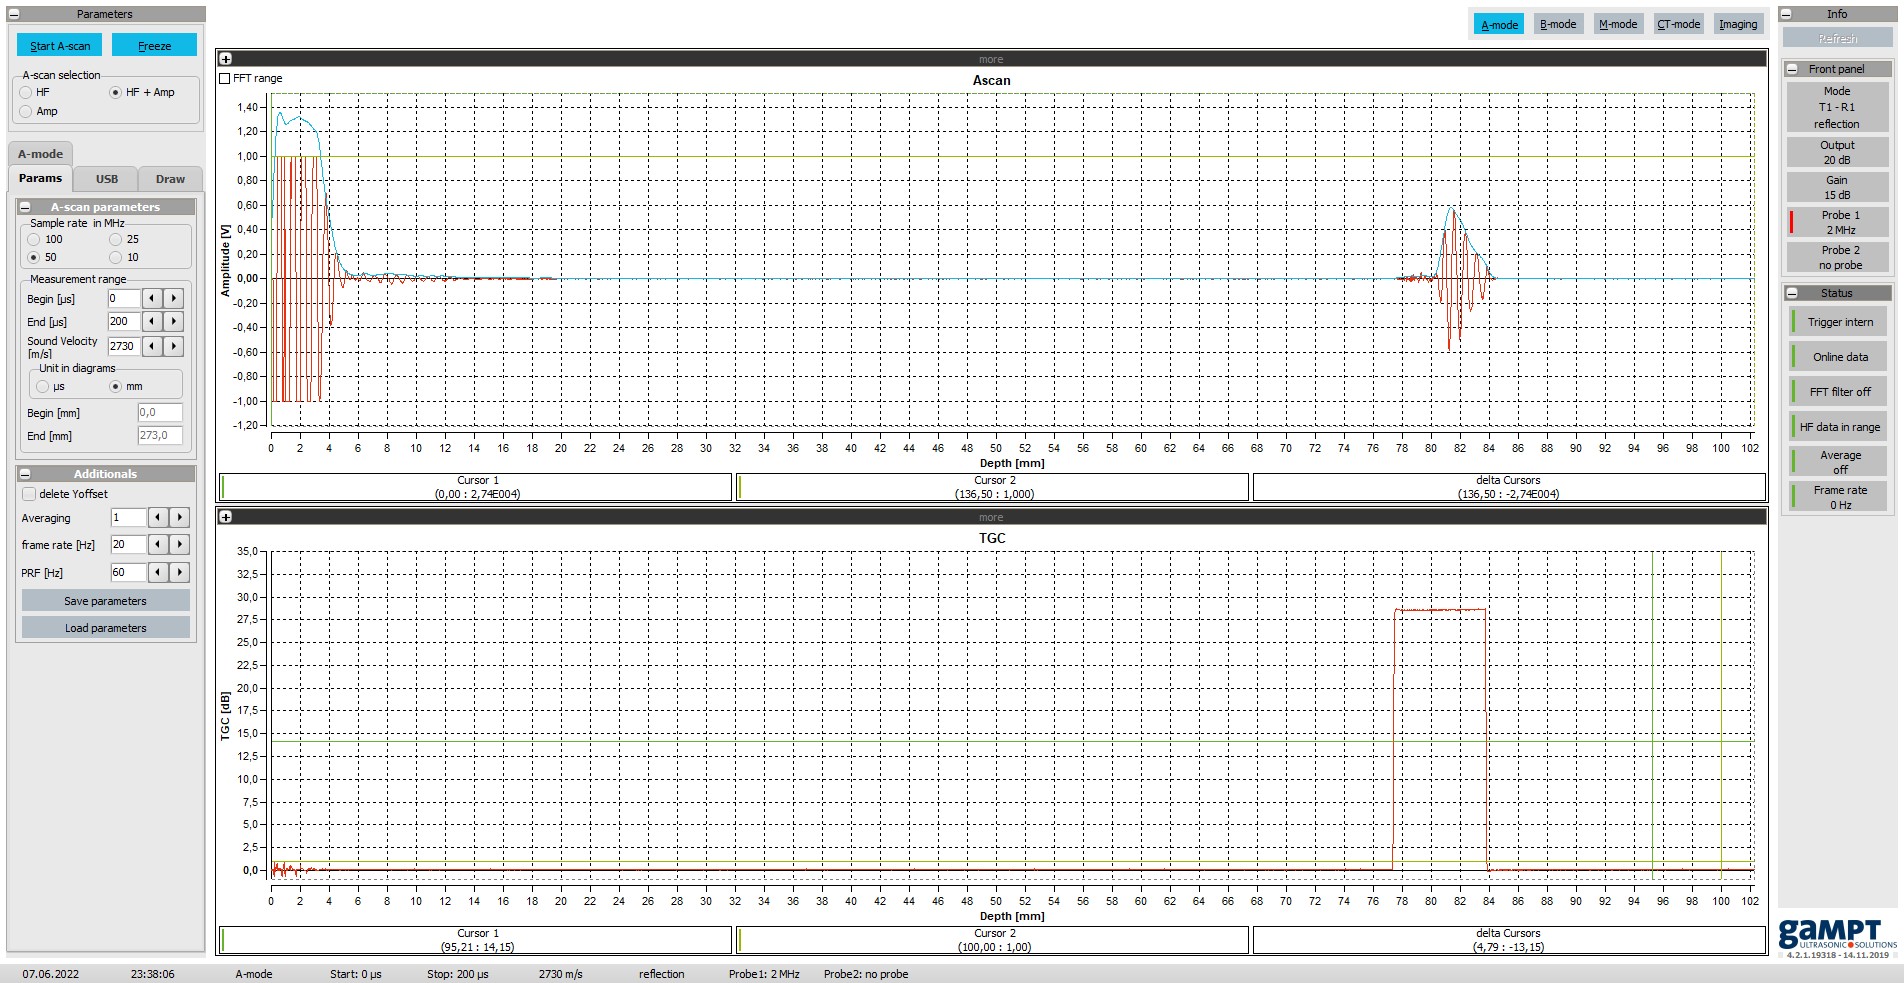 Parameters
Start A-scan
Freeze
A-scan selection
HF
HF + Amp
Amp
A-mode
Params
USB
Draw
A-scan parameters
Sample rate in MHz
100
25
50
10
Measurement range
Begin [µs]
0
End [µs]
200
Sound Velocity
[m/s]
2730
Unit in diagrams
µs
mm
Begin [mm]
0,0
End [mm]
273,0
Additionals
delete Yoffset
Averaging
1
frame rate [Hz]
20
PRF [Hz]
60
Save parameters
Load parameters
A-mode
B-mode
M-mode
CT-mode
Imaging
more
FFT range
Ascan
Amplitude [V]
1,40
1,20
1,00
0,80
0,60
0,40
0,20
0,00
-0,20
-0,40
-0,60
-0,80
-1,00
-1,20
0 2 4 6 8 10 12 14 16 18 20 22 24 26 28 30 32 34 36 38 40 42 44 46 48 50 52 54 56 58 60 62 64 66 68 70 72 74 76 78 80 82 84 86 88 90 92 94 96 98 100 102
Depth [mm]
Cursor 1
(0,00 : 2,74E004)
Cursor 2
(136,50 : 1,000)
delta Cursors
(136,50 : -2,74E004)
more
TGC
TGC [dB]
35,0
32,5
30,0
27,5
25,0
22,5
20,0
17,5
15,0
12,5
10,0
7,5
5,0
2,5
0,0
0 2 4 6 8 10 12 14 16 18 20 22 24 26 28 30 32 34 36 38 40 42 44 46 48 50 52 54 56 58 60 62 64 66 68 70 72 74 76 78 80 82 84 86 88 90 92 94 96 98 100 102
Depth [mm]
Cursor 1
(95,21 : 14,15)
Cursor 2
(100,00 : 1,00)
delta Cursors
(4,79 : -13,15)
Info
Refresh
Front panel
Mode
T1 - R1
reflection
Output
20 dB
Gain
15 dB
Probe 1
2 MHz
Probe 2
no probe
Status
Trigger intern
Online data
FFT filter off
HF data in range
Average
off
Frame rate
0 Hz
GAMPT
ULTRASONIC SOLUTIONS
4.2.1.19318 - 14.11.2019
07.06.2022 23:38:06 A-mode Start: 0 µs Stop: 200 µs 2730 m/s reflection Probe1: 2 MHz Probe2: no probe